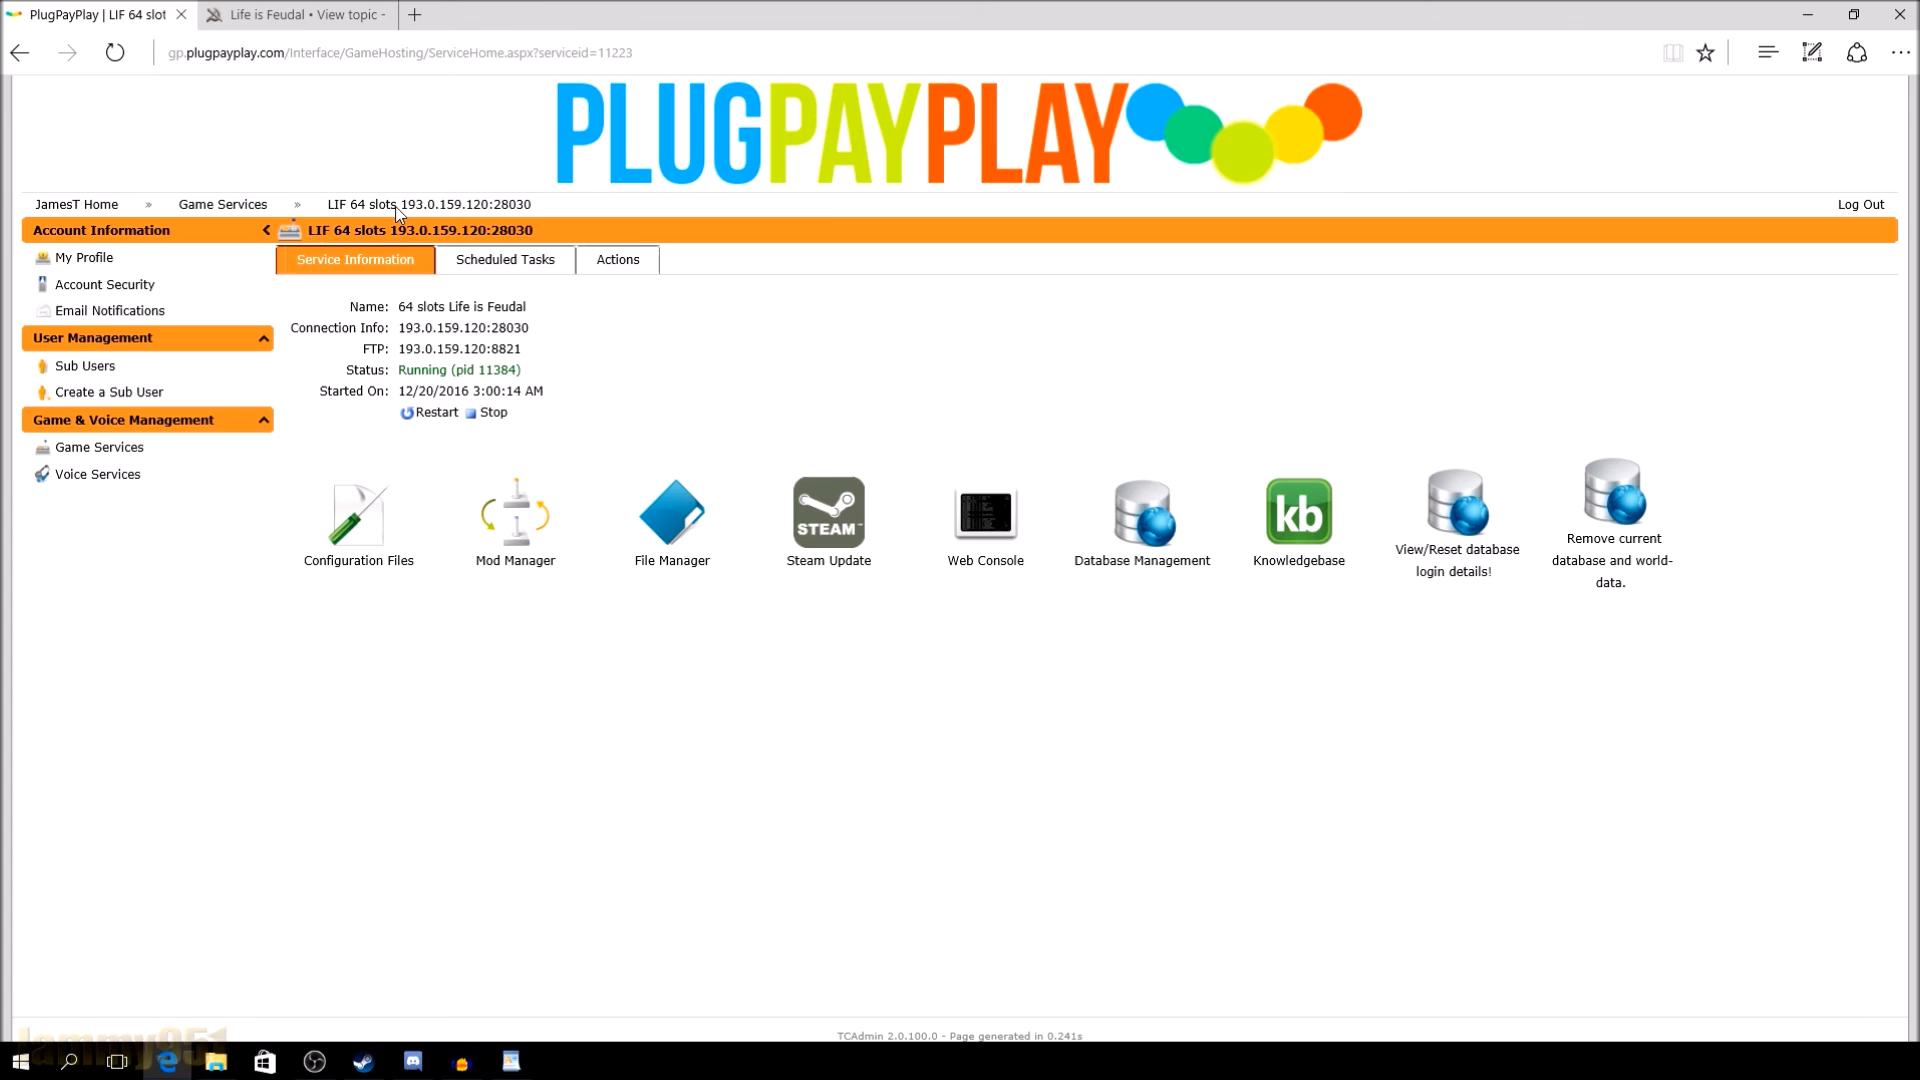 PlugPayPlay | LIF 64 slot
Life is Feudal • View topic -
gp.plugpayplay.com/Interface/GameHosting/ServiceHome.aspx?serviceid=11223
PLUGPAYPLAY
JamesT Home » Game Services » LIF 64 slots 193.0.159.120:28030
Log Out
Account Information
LIF 64 slots 193.0.159.120:28030
My Profile
Account Security
Email Notifications
User Management
Sub Users
Create a Sub User
Game & Voice Management
Game Services
Voice Services
Service Information
Scheduled Tasks
Actions
Name: 64 slots Life is Feudal
Connection Info: 193.0.159.120:28030
FTP: 193.0.159.120:8821
Status: Running (pid 11384)
Started On: 12/20/2016 3:00:14 AM
Restart Stop
STEAM
kb
Configuration Files
Mod Manager
File Manager
Steam Update
Web Console
Database Management
Knowledgebase
View/Reset database
login details!
Remove current
database and world-
data.
TCAdmin 2.0.100.0 - Page generated in 0.241s